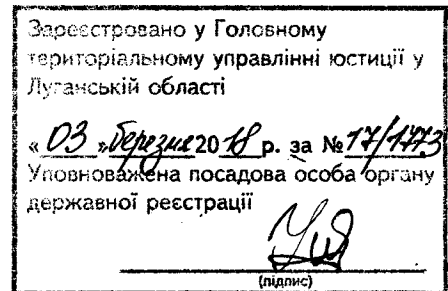 Зареєстровано у Головному
територіальному управлінні юстиції у
Луганській області
« 03 » березня 2018 р. за № 17/1773
Уповноважена посадова особа органу
державної реєстрації
(підпис)